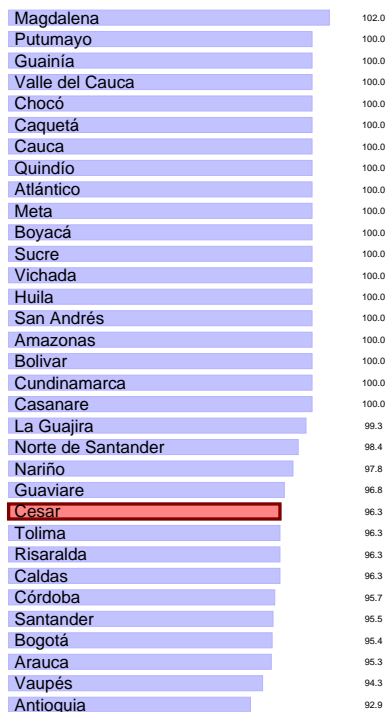 Magdalena 102.0
Putumayo 100.0
Guainía 100.0
Valle del Cauca 100.0
Chocó 100.0
Caquetá 100.0
Cauca 100.0
Quindío 100.0
Atlántico 100.0
Meta 100.0
Boyacá 100.0
Sucre 100.0
Vichada 100.0
Huila 100.0
San Andrés 100.0
Amazonas 100.0
Bolivar 100.0
Cundinamarca 100.0
Casanare 100.0
La Guajira 99.3
Norte de Santander 98.4
Nariño 97.8
Guaviare 96.8
Cesar 96.3
Tolima 96.3
Risaralda 96.3
Caldas 96.3
Córdoba 95.7
Santander 95.5
Bogotá 95.4
Arauca 95.3
Vaupés 94.3
Antioquia 92.9